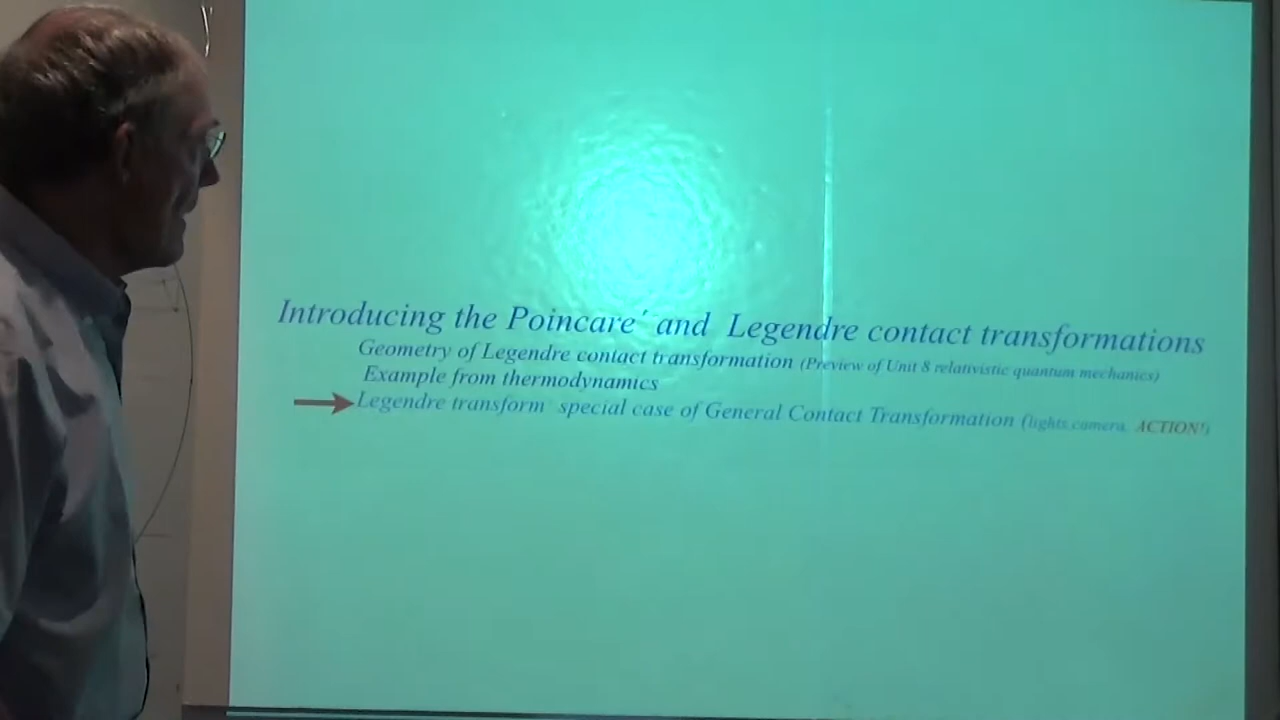 Introducing the Poincare´ and Legendre contact transformations
Geometry of Legendre contact transformation (Preview of Unit 8 relativistic quantum mechanics)
Example from thermodynamics
Legendre transform: special case of General Contact Transformation (lights,camera, ACTION!)